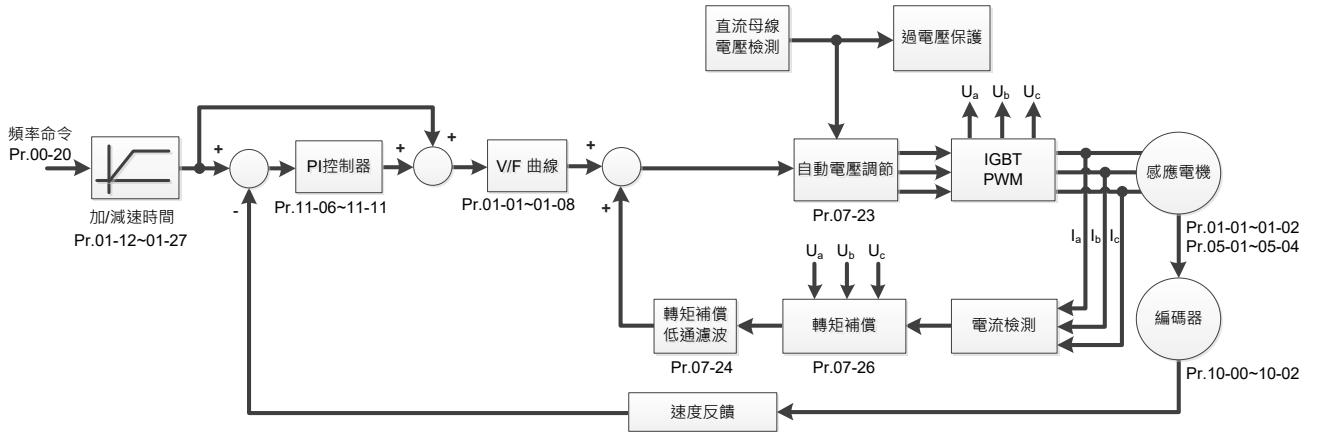 直流母線
電壓檢測
過電壓保護
Ua Ub Uc
頻率命令
Pr.00-20
加/減速時間
Pr.01-12~01-27
+
-
PI控制器
Pr.11-06~11-11
+
+
V/F 曲線
Pr.01-01~01-08
+
+
自動電壓調節
Pr.07-23
IGBT
PWM
感應電機
Pr.01-01~01-02
Pr.05-01~05-04
Ia Ib Ic
Ua Ub Uc
轉矩補償
低通濾波
Pr.07-24
轉矩補償
Pr.07-26
電流檢測
編碼器
Pr.10-00~10-02
速度反饋